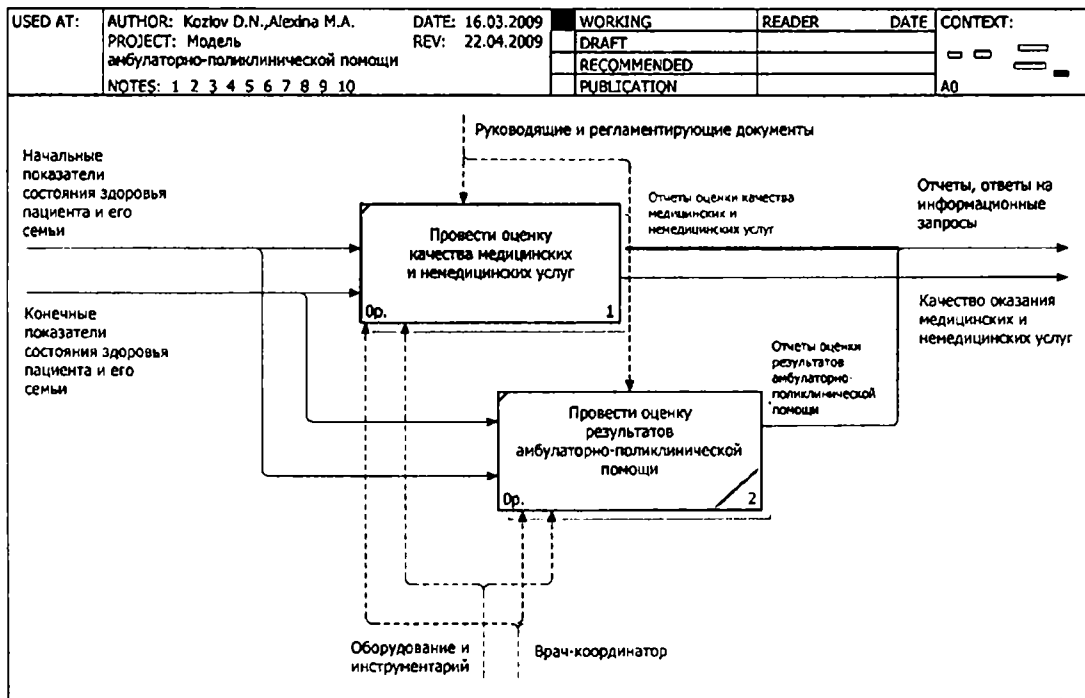 USED AT:
AUTHOR: Kozlov D.N.,Alexina M.A.
DATE: 16.03.2009
PROJECT: Модель
амбулаторно-поликлинической помощи
REV: 22.04.2009
NOTES: 1 2 3 4 5 6 7 8 9 10
WORKING
DRAFT
RECOMMENDED
PUBLICATION
READER DATE
CONTEXT:
A0
Руководящие и регламентирующие документы
Начальные
показатели
состояния здоровья
пациента и его
семьи
Провести оценку
качества медицинских
и немедицинских услуг
0р. 1
Отчеты оценки качества
медицинских и
немедицинских услуг
Отчеты, ответы на
информационные
запросы
Конечные
показатели
состояния здоровья
пациента и его
семьи
Качество оказания
медицинских и
немедицинских услуг
Отчеты оценки
результатов
амбулаторно-
поликлинической
помощи
Провести оценку
результатов
амбулаторно-поликлинической
помощи
0р. 2
Оборудование и
инструментарий
Врач-координатор